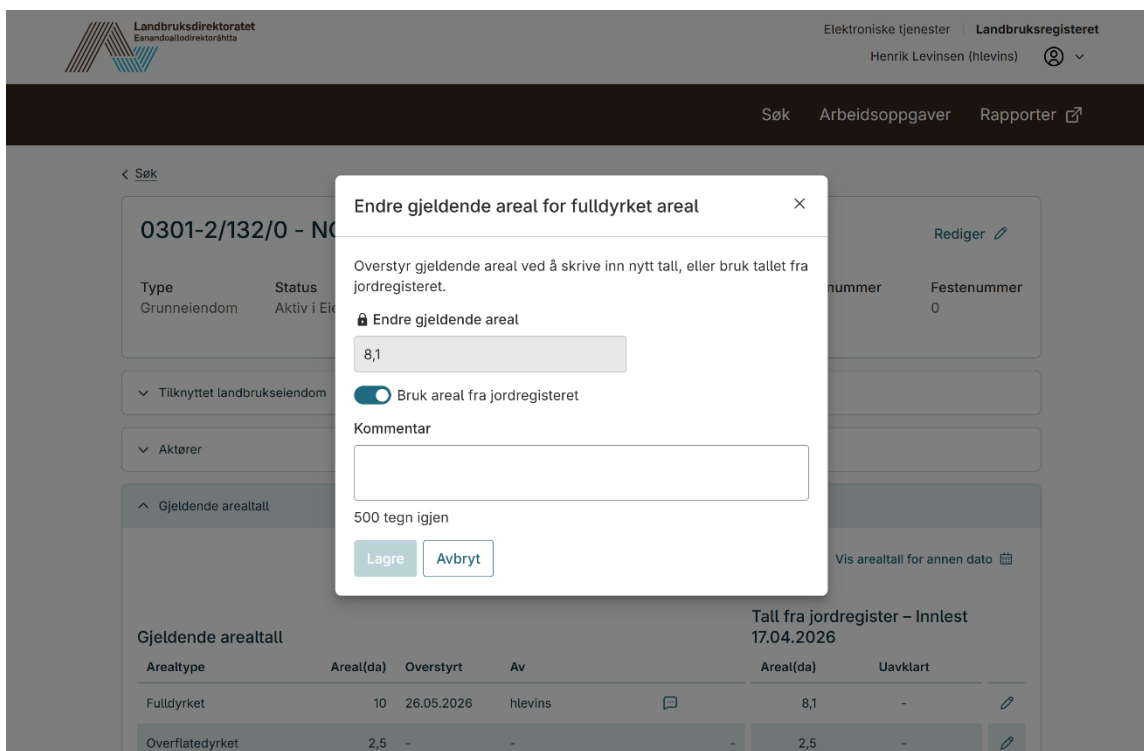 Landbruksdirektoratet
Eanandoallodirektoráhtta
Elektroniske tjenester
Landbruksregisteret
Henrik Levinsen (hlevins)
Søk
Arbeidsoppgaver
Rapporter
Søk
0301-2/132/0 - NO
Rediger
Type
Status
nummer
Festenummer
Grunneiendom
Aktiv i Eie
0
Endre gjeldende areal for fulldyrket areal
Overstyr gjeldende areal ved å skrive inn nytt tall, eller bruk tallet fra
jordregisteret.
Endre gjeldende areal
8,1
Bruk areal fra jordregisteret
Kommentar
500 tegn igjen
Lagre
Avbryt
Tilknyttet landbrukseiendom
Aktører
Gjeldende arealtall
Vis arealtall for annen dato
Gjeldende arealtall
Tall fra jordregister – Innlest
17.04.2026
Arealtype Areal(da) Overstyrt Av Areal(da) Uavklart
Fulldyrket 10 26.05.2026 hlevins 8,1 -
Overflatedyrket 2,5 - - - 2,5 -